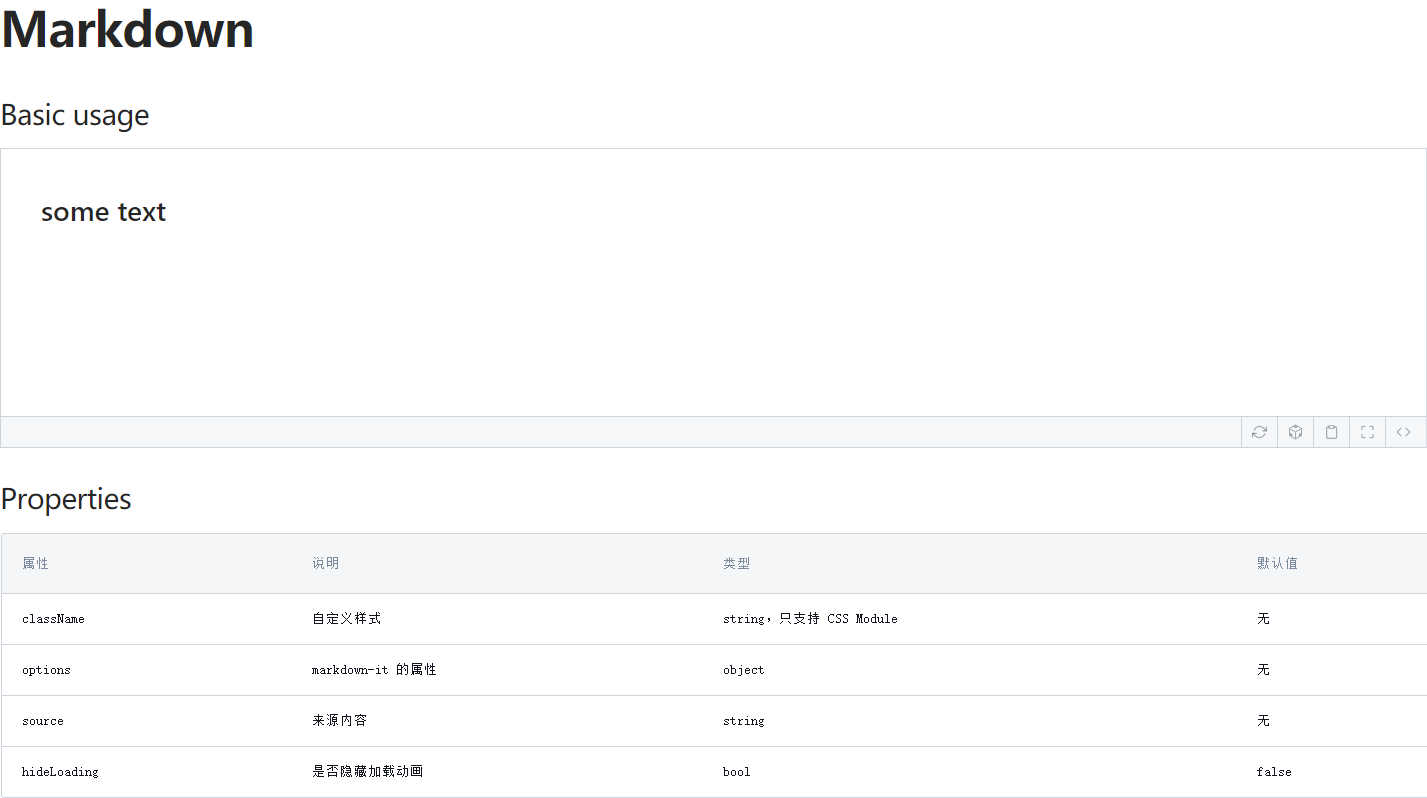 Markdown
Basic usage
some text
Properties
属性 说明 类型 默认值
className 自定义样式 string，只支持 CSS Module 无
options markdown-it 的属性 object 无
source 来源内容 string 无
hideLoading 是否隐藏加载动画 bool false